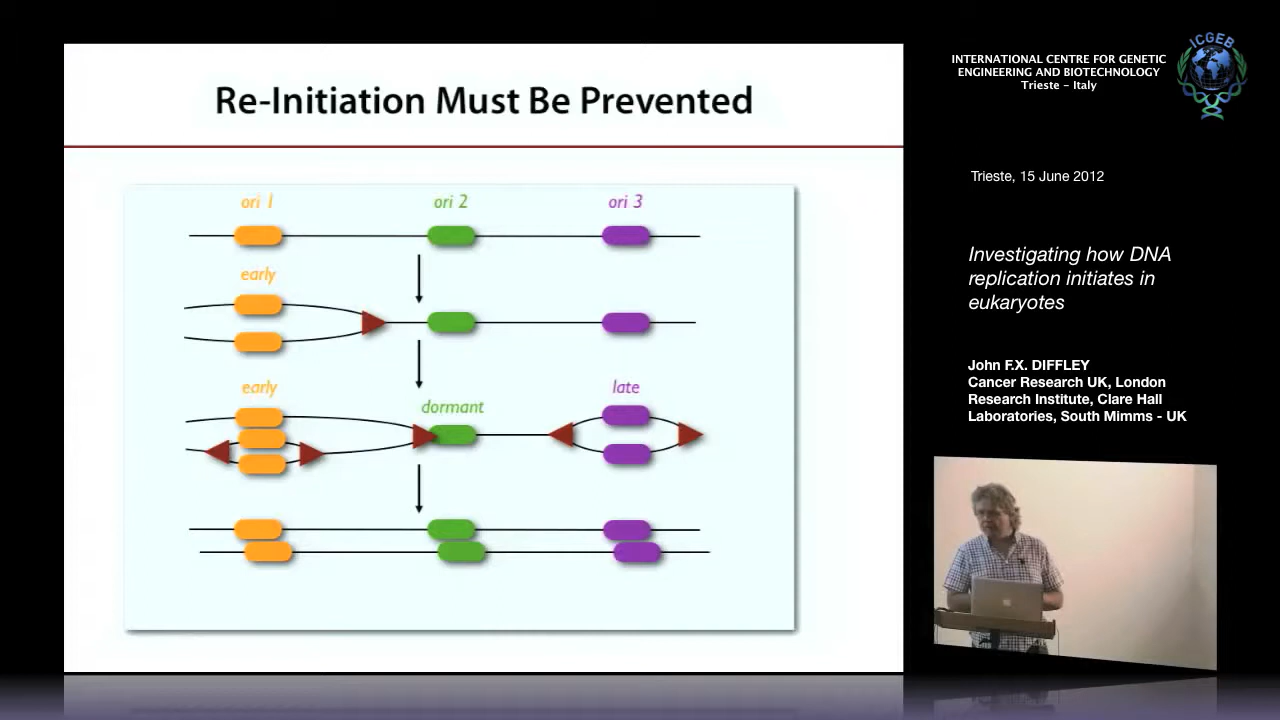 Re-Initiation Must Be Prevented
ori 1
ori 2
ori 3
early
early
late
dormant
ICGEB
INTERNATIONAL CENTRE FOR GENETIC
ENGINEERING AND BIOTECHNOLOGY
Trieste - Italy
Trieste, 15 June 2012
Investigating how DNA
replication initiates in
eukaryotes
John F.X. DIFFLEY
Cancer Research UK, London
Research Institute, Clare Hall
Laboratories, South Mimms - UK